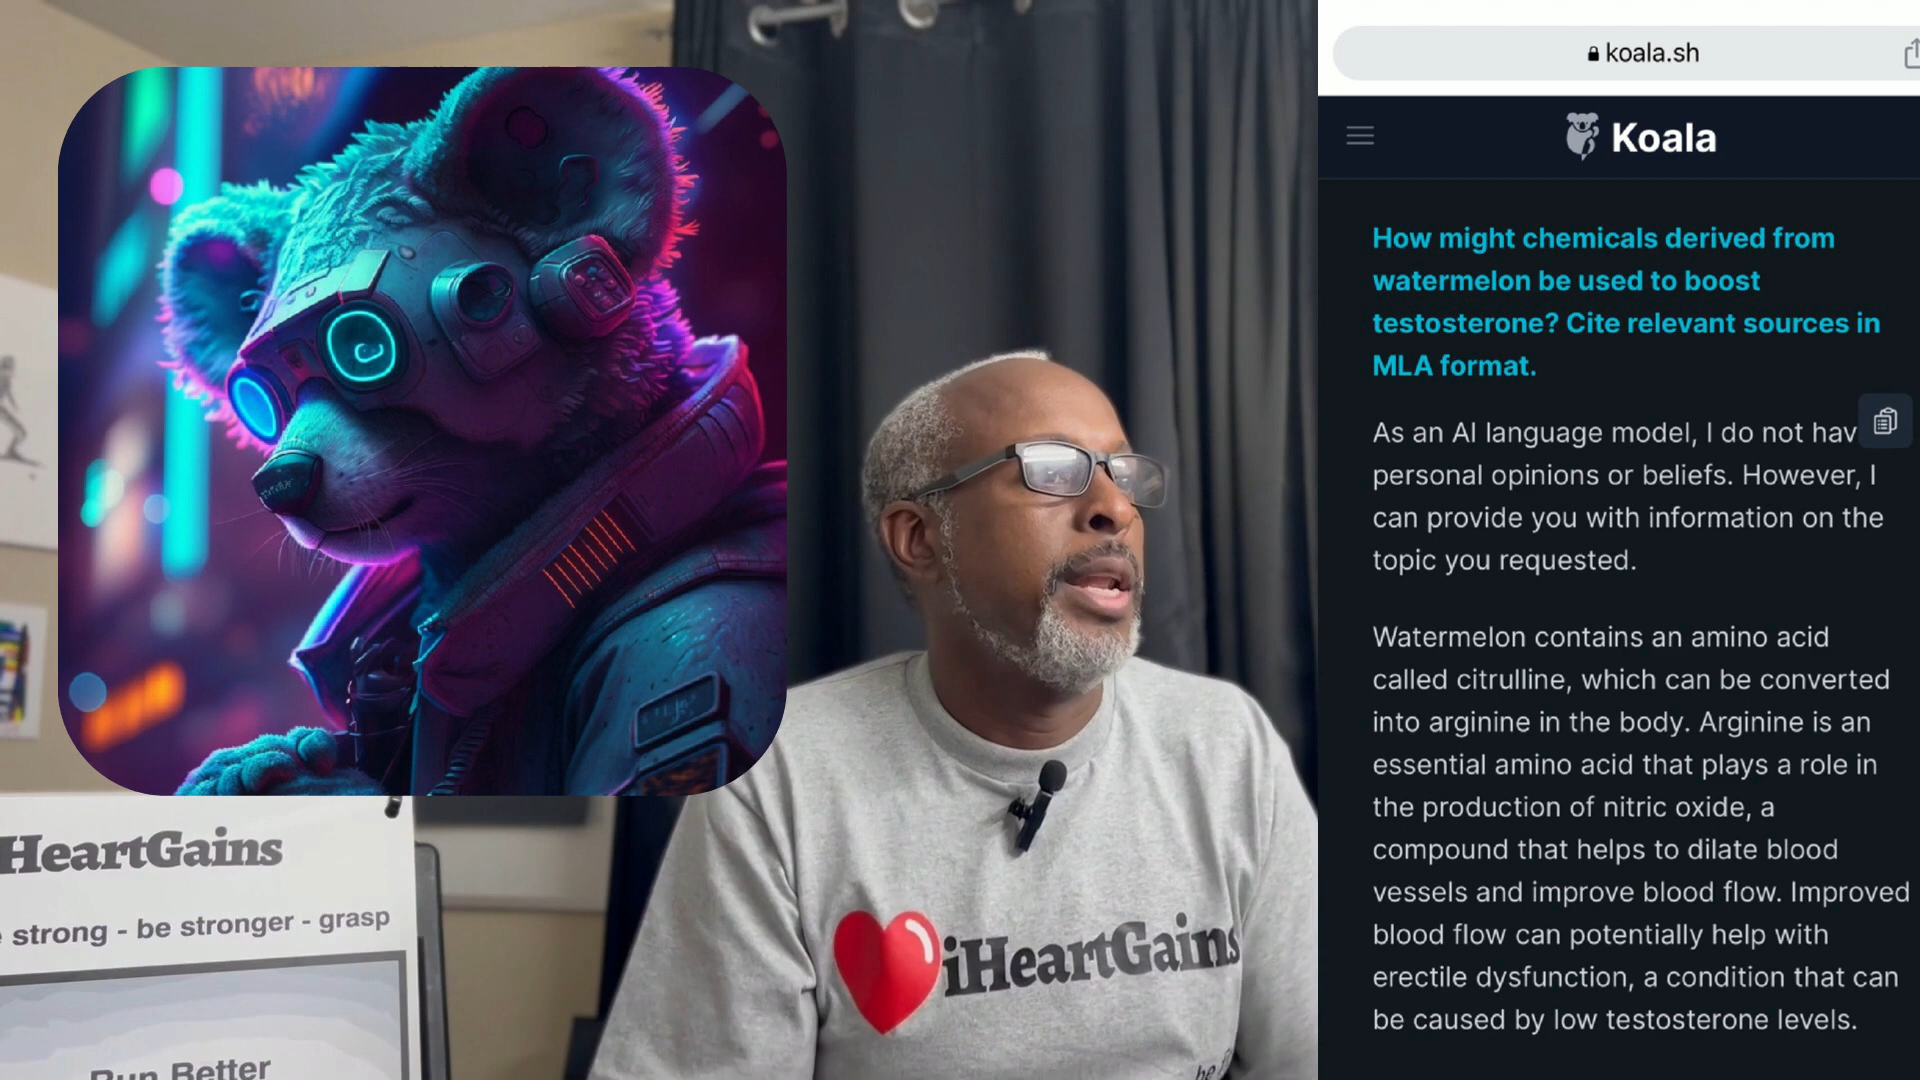 HeartGains
strong - be stronger - grasp
Run Better
iHeartGains
koala.sh
Koala
How might chemicals derived from
watermelon be used to boost
testosterone? Cite relevant sources in
MLA format.
As an AI language model, I do not hav
personal opinions or beliefs. However, I
can provide you with information on the
topic you requested.
Watermelon contains an amino acid
called citrulline, which can be converted
into arginine in the body. Arginine is an
essential amino acid that plays a role in
the production of nitric oxide, a
compound that helps to dilate blood
vessels and improve blood flow. Improved
blood flow can potentially help with
erectile dysfunction, a condition that can
be caused by low testosterone levels.